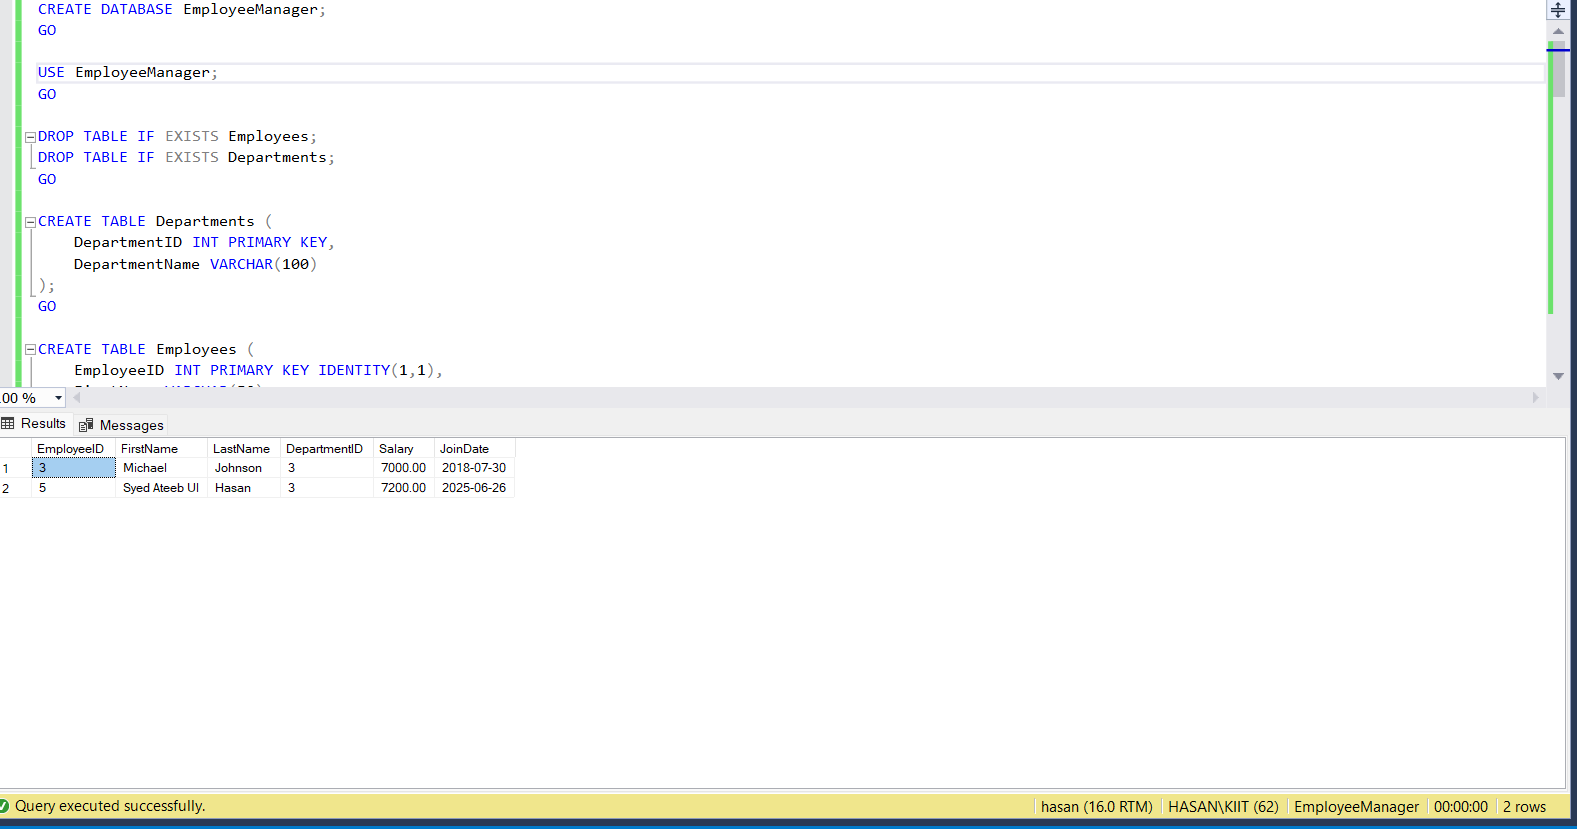 CREATE DATABASE EmployeeManager;
GO
USE EmployeeManager;
GO
DROP TABLE IF EXISTS Employees;
DROP TABLE IF EXISTS Departments;
GO
CREATE TABLE Departments (
DepartmentID INT PRIMARY KEY,
DepartmentName VARCHAR(100)
);
GO
CREATE TABLE Employees (
EmployeeID INT PRIMARY KEY IDENTITY(1,1),
.00 %
Results Messages
EmployeeID FirstName LastName DepartmentID Salary JoinDate
1 3 Michael Johnson 3 7000.00 2018-07-30
2 5 Syed Ateeb Ul Hasan 3 7200.00 2025-06-26
Query executed successfully. hasan (16.0 RTM) HASAN\KIIT (62) EmployeeManager 00:00:00 2 rows